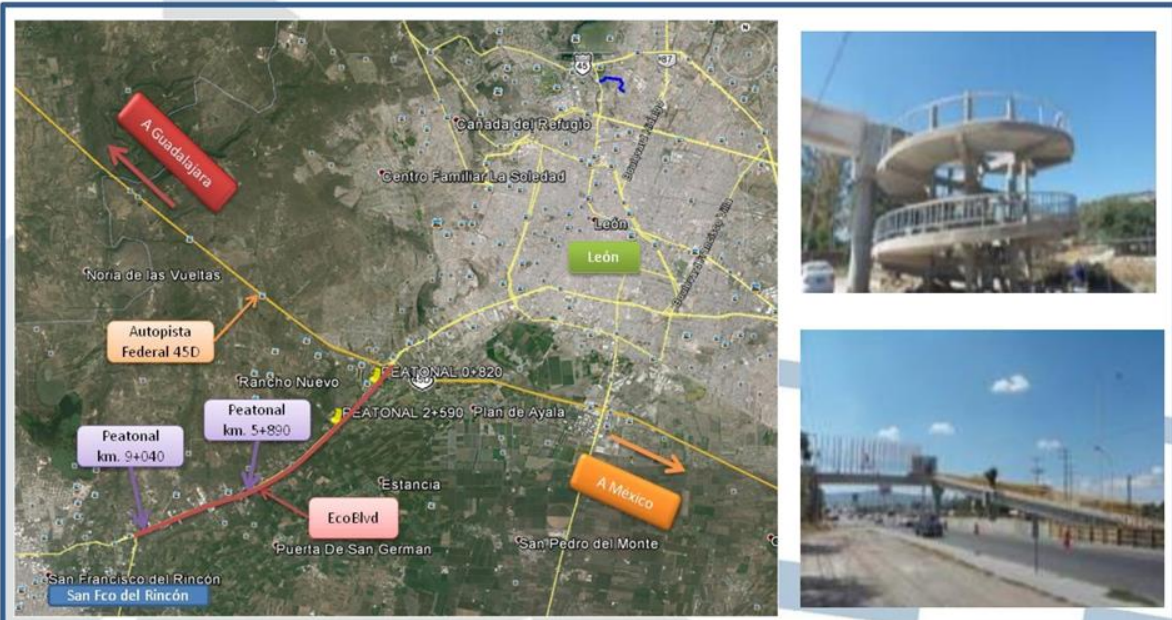 45
87
Cañada del Refugio
A Guadalajara
Centro Familiar La Soledad
León
León
Noria de las Vueltas
Autopista
Federal 45D
PEATONAL 0+820
Rancho Nuevo
PEATONAL 2+590
Plan de Ayala
Peatonal
km. 5+890
Peatonal
km. 9+040
A México
Estancia
EcoBlvd
Puerta De San German
San Pedro del Monte
San Francisco del Rincón
San Fco del Rincón